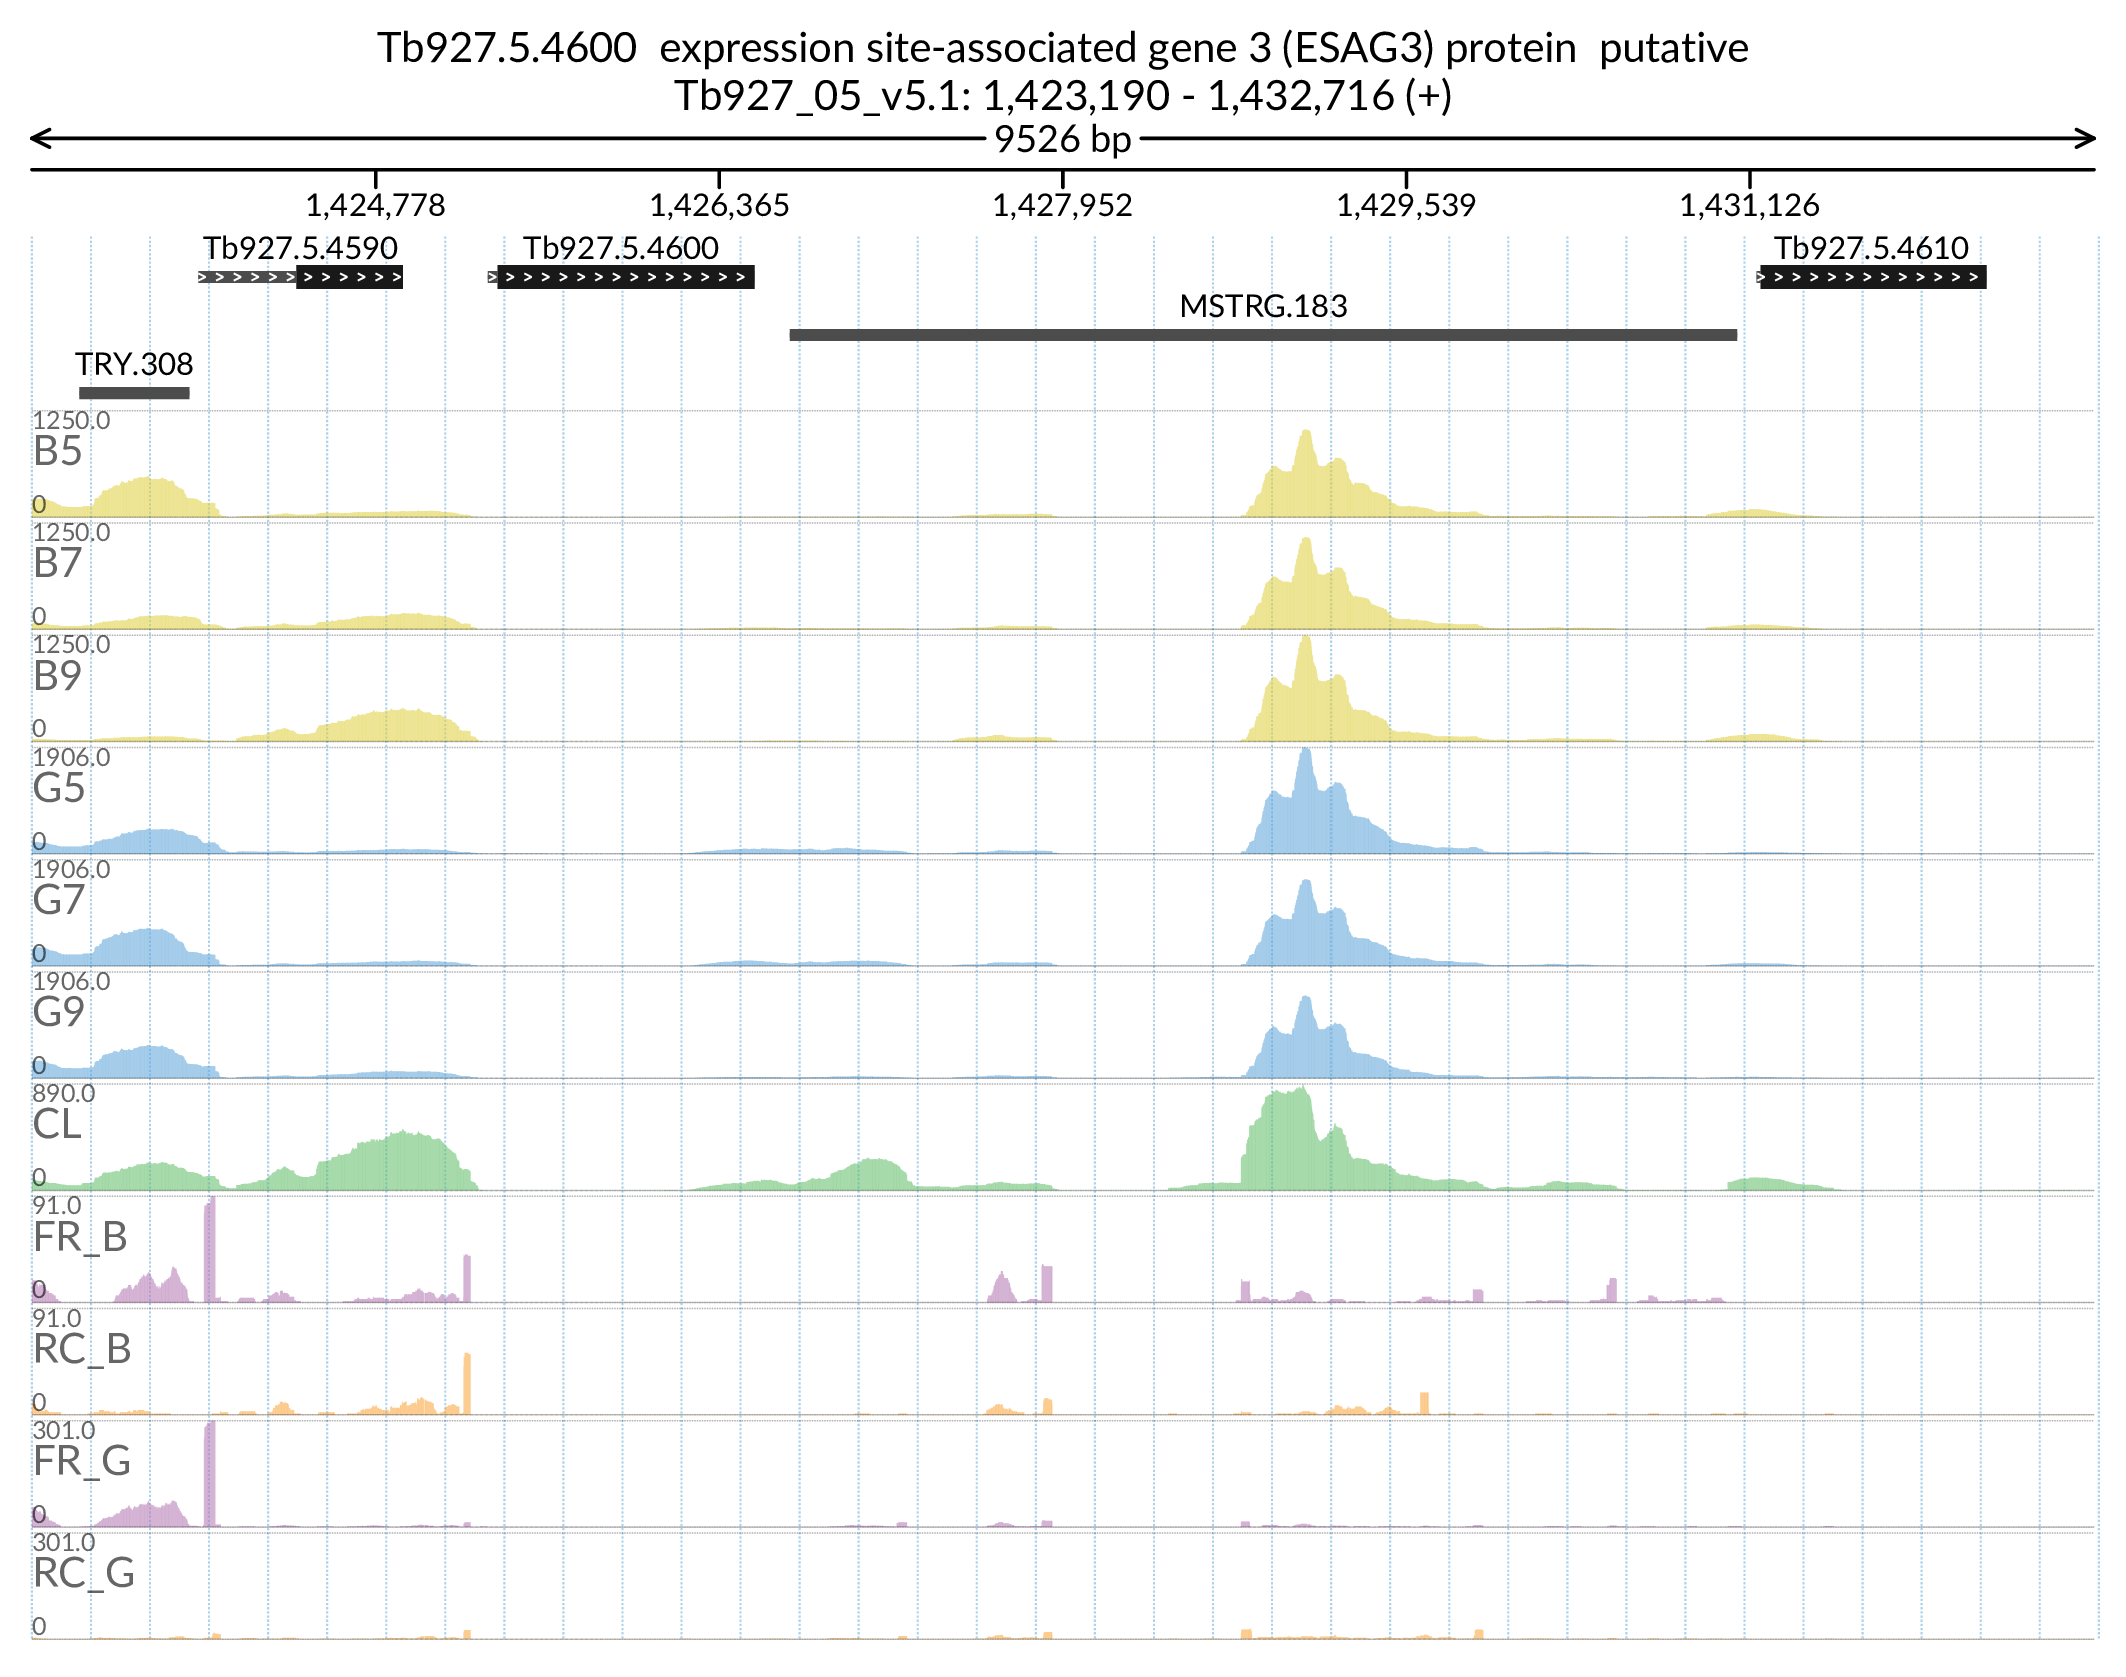 Tb927.5.4600  expression site-associated gene 3 (ESAG3) protein  putative
Tb927_05_v5.1: 1,423,190 - 1,432,716 (+)
9526 bp
1,424,778 1,426,365 1,427,952 1,429,539 1,431,126
Tb927.5.4590 Tb927.5.4600 Tb927.5.4610
MSTRG.183
TRY.308
1250.0
B5
0
1250.0
B7
0
1250.0
B9
0
1906.0
G5
0
1906.0
G7
0
1906.0
G9
0
890.0
CL
0
91.0
FR_B
0
91.0
RC_B
0
301.0
FR_G
0
301.0
RC_G
0